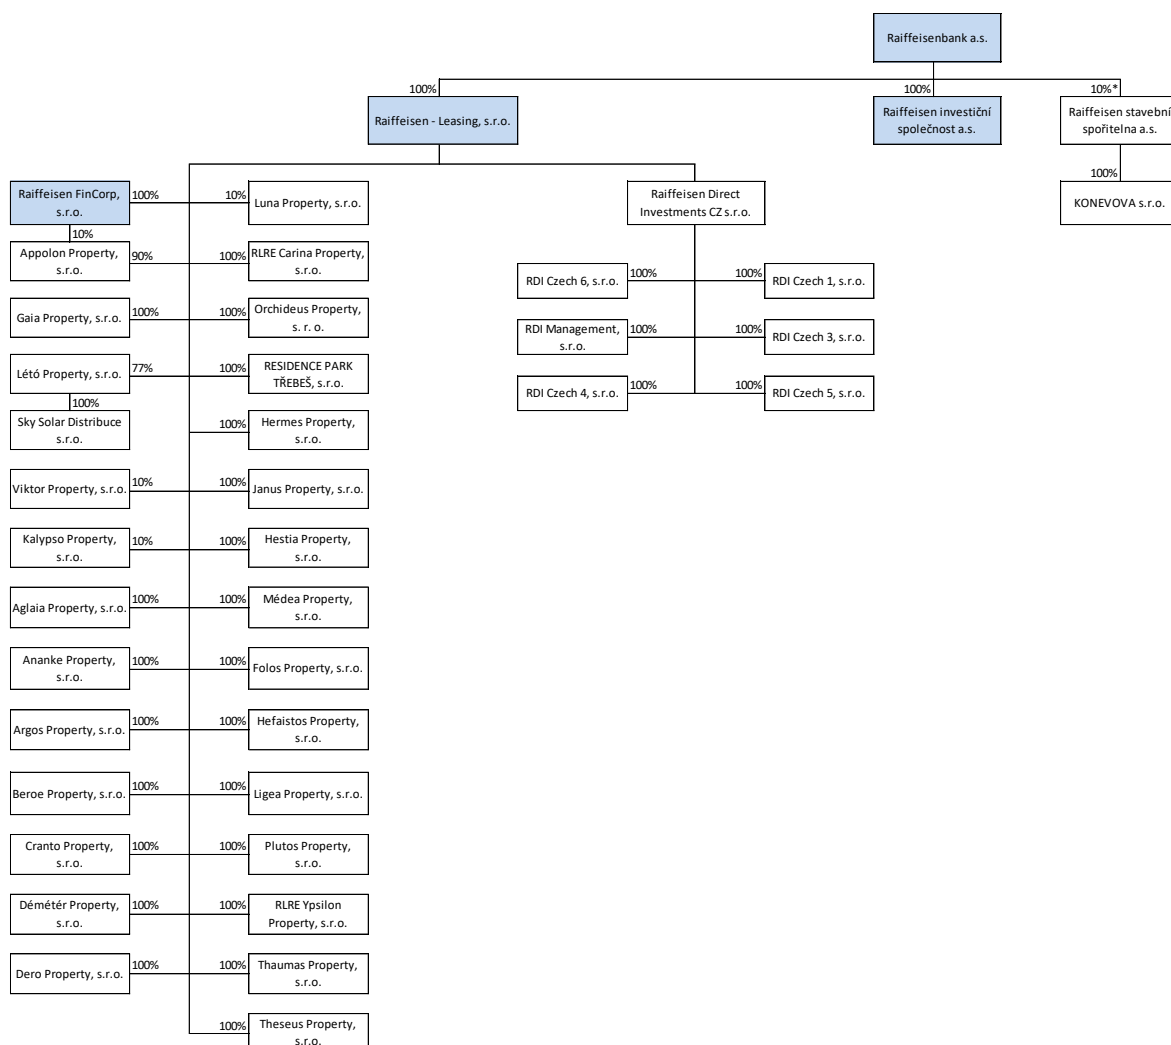 Raiffeisenbank a.s.
100%
100%
10%*
Raiffeisen - Leasing, s.r.o.
Raiffeisen investiční
společnost a.s.
Raiffeisen stavební
spořitelna a.s.
100%
KONEVOVA s.r.o.
Raiffeisen FinCorp,
s.r.o.
100%
10%
Luna Property, s.r.o.
Raiffeisen Direct
Investments CZ s.r.o.
10%
Appolon Property,
s.r.o.
90%
100%
RLRE Carina Property,
s.r.o.
RDI Czech 6, s.r.o.
100%
100%
RDI Czech 1, s.r.o.
Gaia Property, s.r.o.
100%
100%
Orchideus Property,
s. r. o.
RDI Management,
s.r.o.
100%
100%
RDI Czech 3, s.r.o.
Létó Property, s.r.o.
77%
100%
RESIDENCE PARK
TŘEBEŠ, s.r.o.
RDI Czech 4, s.r.o.
100%
100%
RDI Czech 5, s.r.o.
100%
Sky Solar Distribuce
s.r.o.
100%
Hermes Property,
s.r.o.
Viktor Property, s.r.o.
10%
100%
Janus Property, s.r.o.
Kalypso Property,
s.r.o.
10%
100%
Hestia Property,
s.r.o.
Aglaia Property, s.r.o.
100%
100%
Médea Property,
s.r.o.
Ananke Property,
s.r.o.
100%
100%
Folos Property, s.r.o.
Argos Property, s.r.o.
100%
100%
Hefaistos Property,
s.r.o.
Beroe Property, s.r.o.
100%
100%
Ligea Property, s.r.o.
Cranto Property,
s.r.o.
100%
100%
Plutos Property,
s.r.o.
Démétér Property,
s.r.o.
100%
100%
RLRE Ypsilon
Property, s.r.o.
Dero Property, s.r.o.
100%
100%
Thaumas Property,
s.r.o.
100%
Theseus Property,
s.r.o.